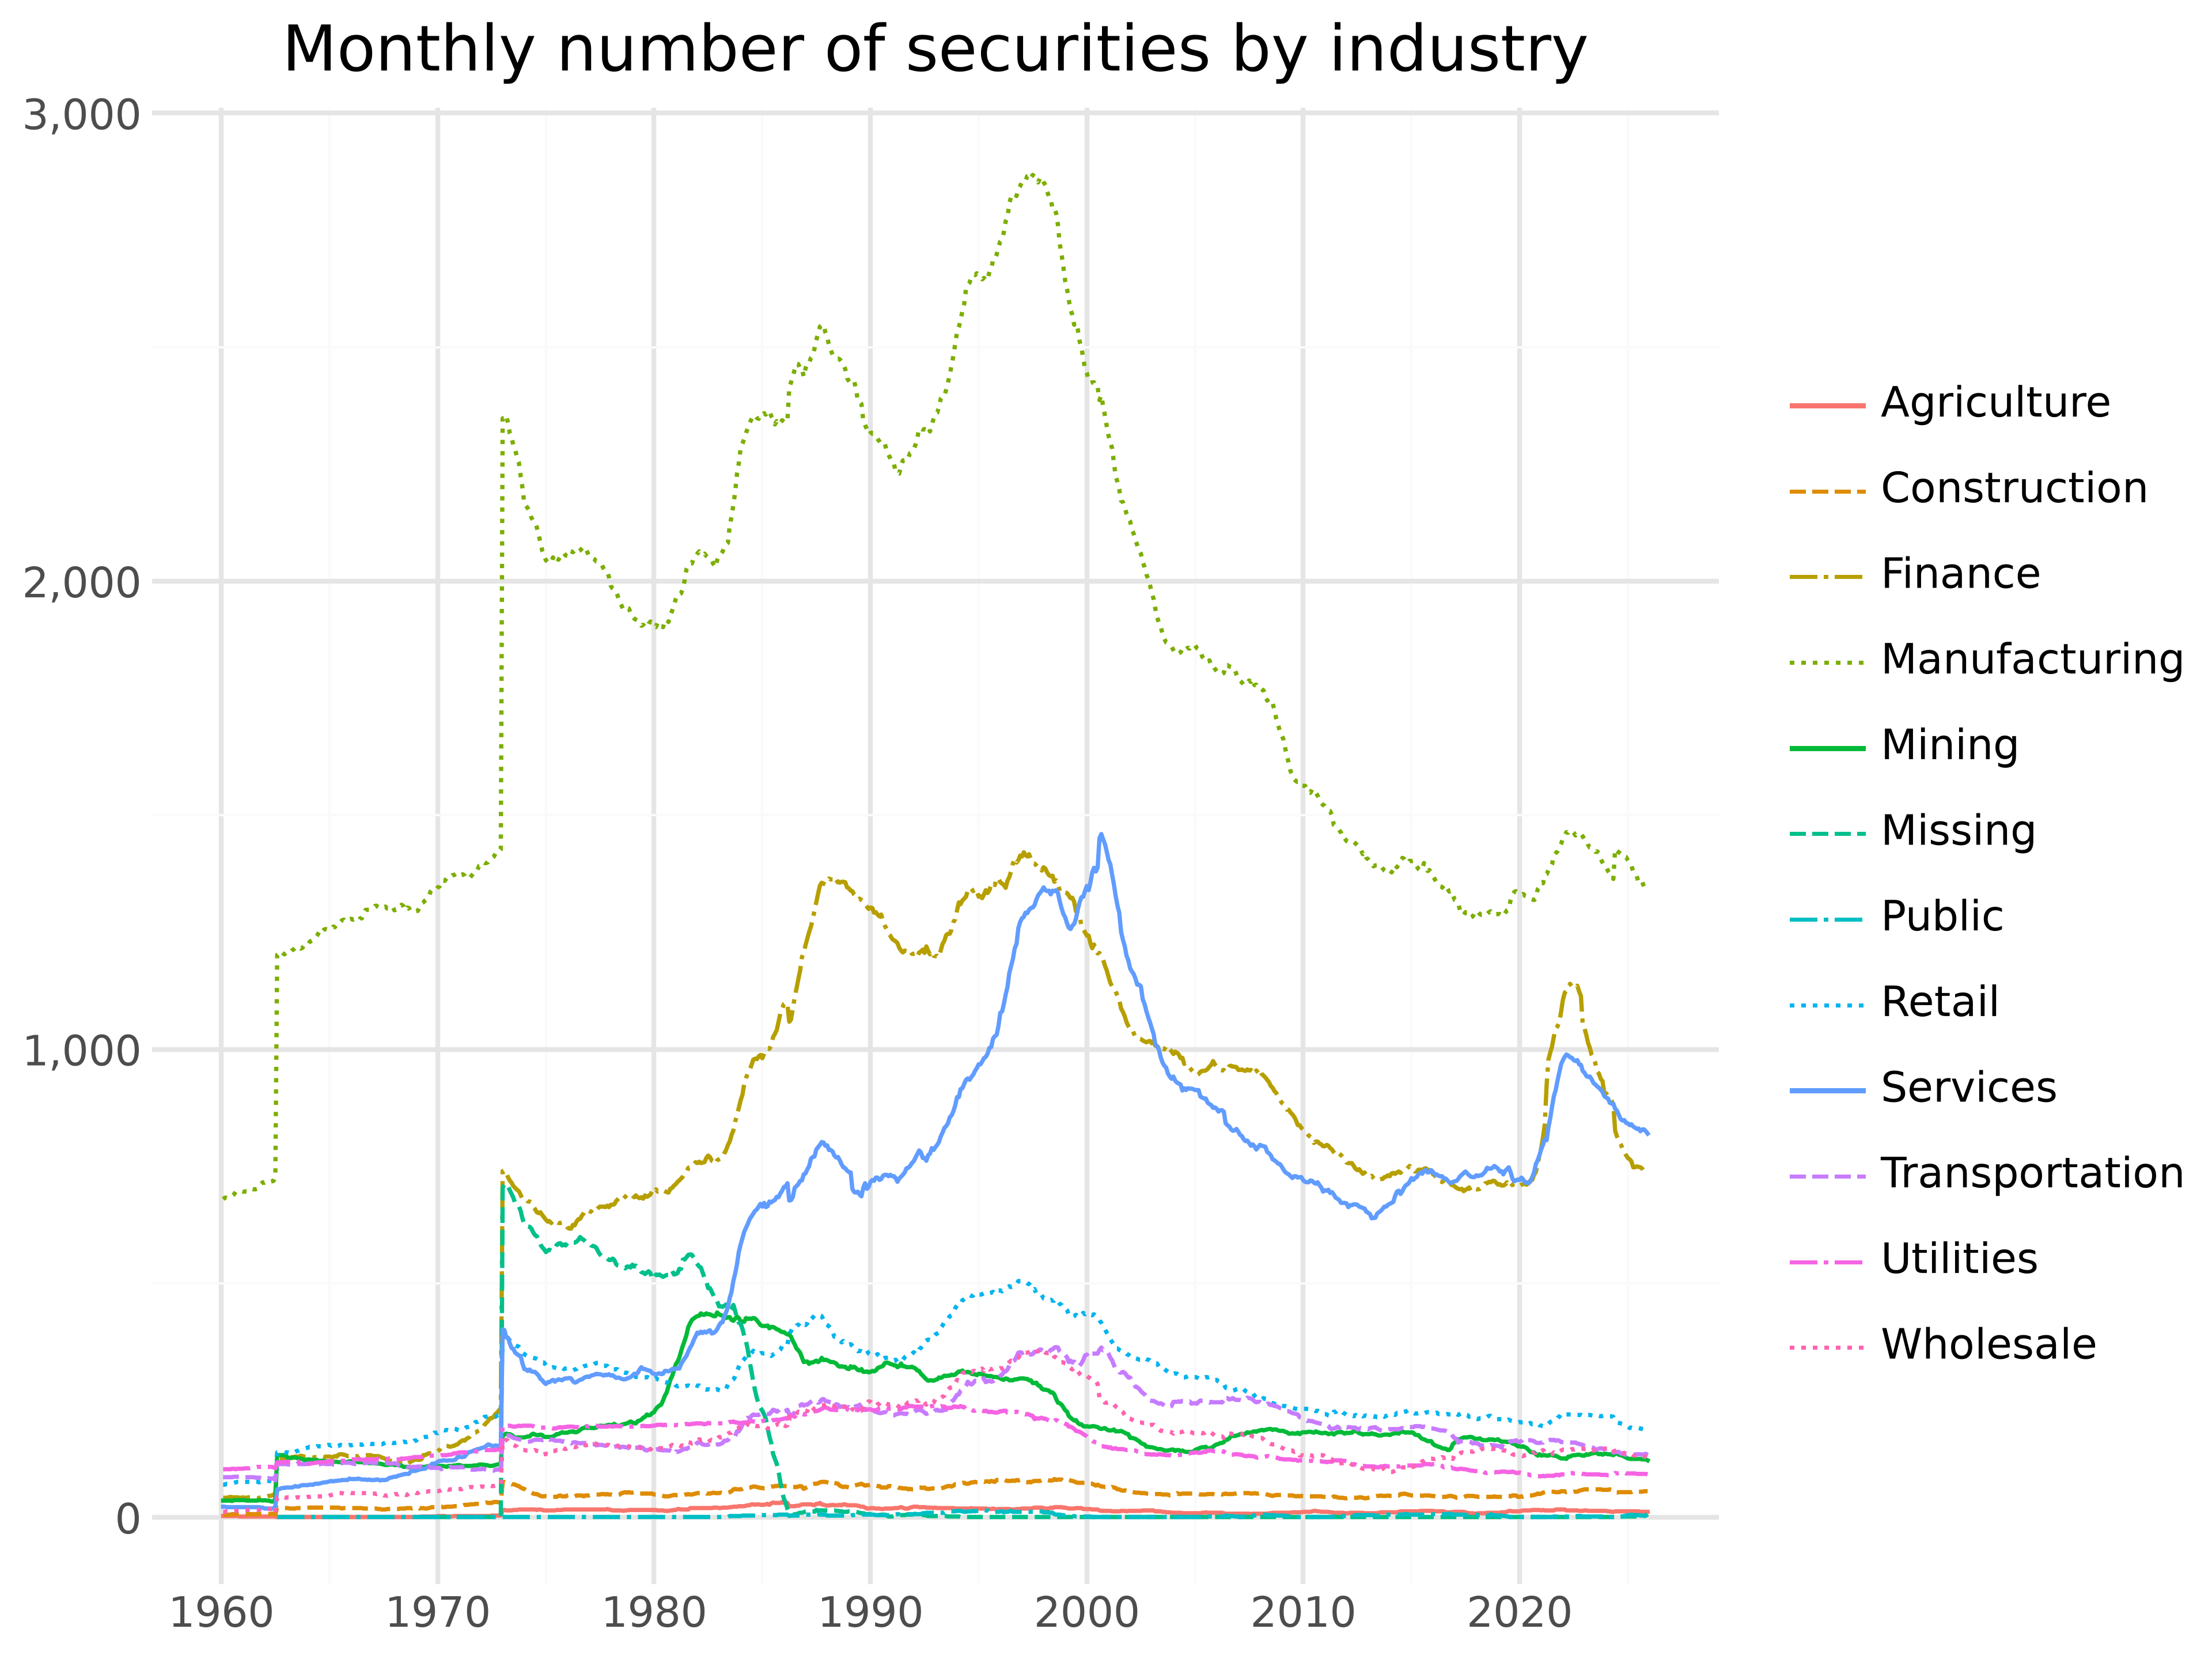 Monthly number of securities by industry
3,000
2,000
1,000
0
1960 1970 1980 1990 2000 2010 2020
Agriculture
Construction
Finance
Manufacturing
Mining
Missing
Public
Retail
Services
Transportation
Utilities
Wholesale